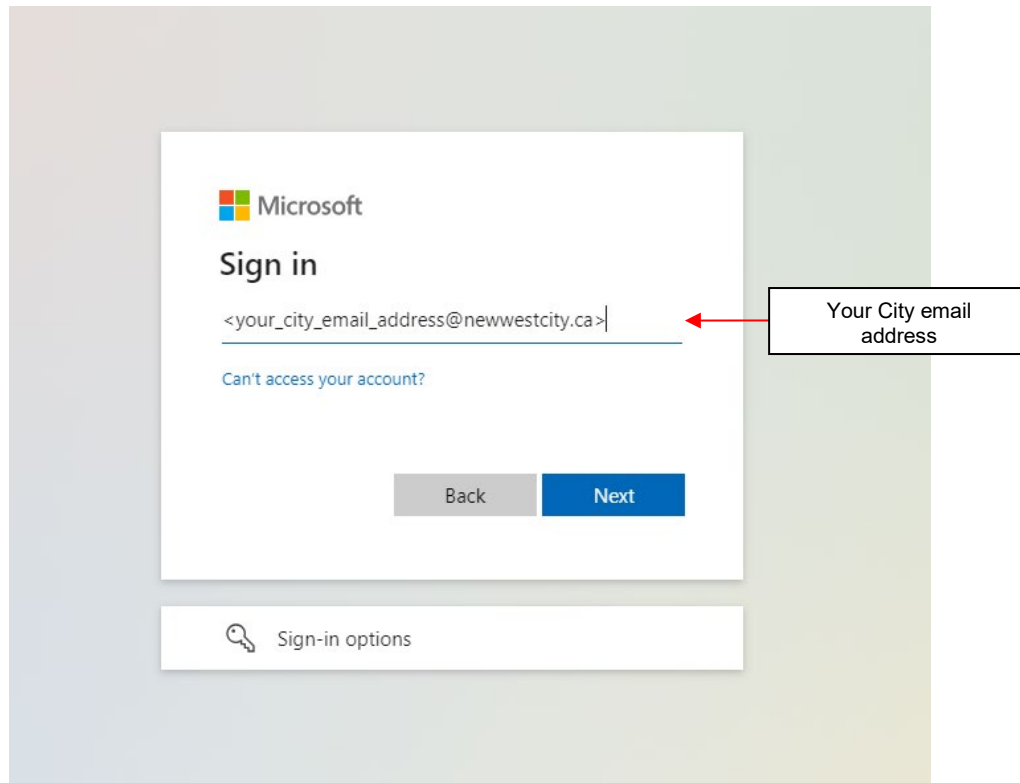 Microsoft
Sign in
<your_city_email_address@newwestcity.ca>
Your City email
address
Can't access your account?
Back
Next
Sign-in options